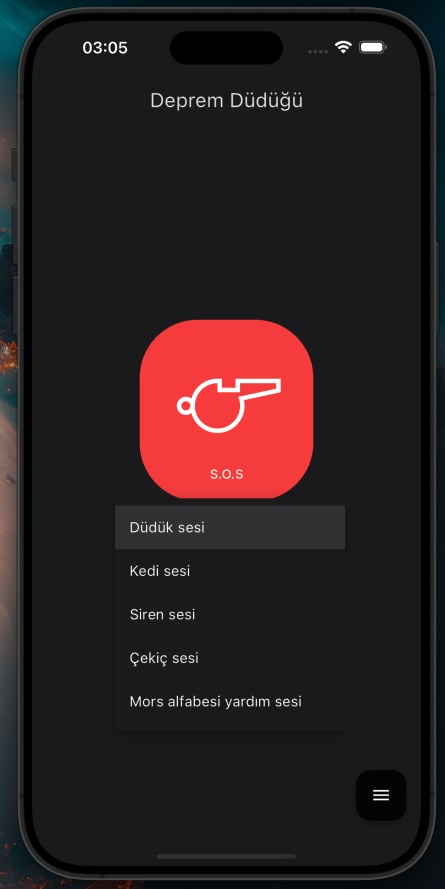 03:05
Deprem Düdüğü
S.O.S
Düdük sesi
Kedi sesi
Siren sesi
Çekiç sesi
Mors alfabesi yardım sesi